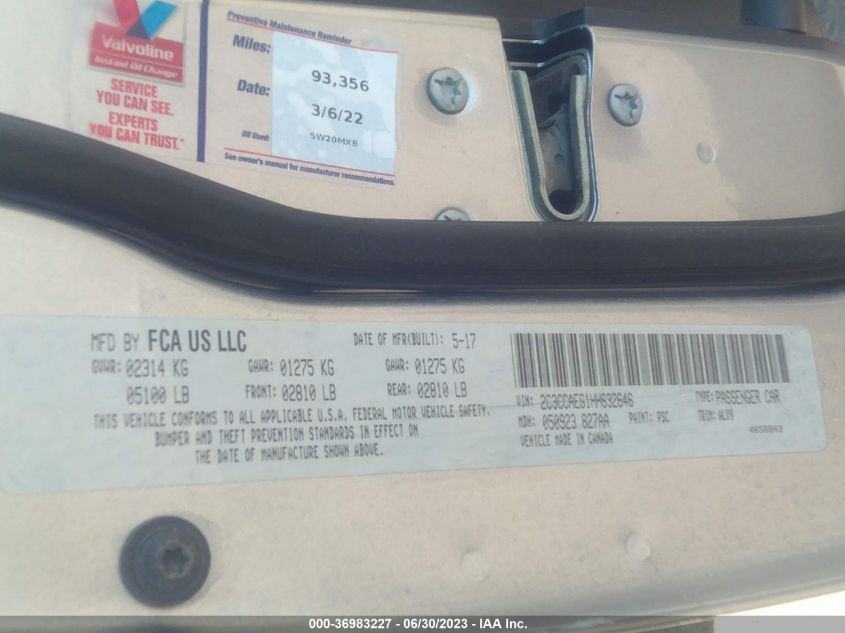 Valvoline
Instant Oil Change
SERVICE
YOU CAN SEE.
EXPERTS
YOU CAN TRUST.™
Preventive Maintenance Reminder
Miles: 93,356
Date: 3/6/22
Oil Used: 5W20MXB
See owner's manual for manufacturer recommendations.
MFD BY FCA US LLC DATE OF MFR(BUILT): 5-17
GVWR: 02314 KG GAWR: 01275 KG GAWR: 01275 KG
05100 LB FRONT: 02810 LB REAR: 02810 LB
THIS VEHICLE CONFORMS TO ALL APPLICABLE U.S.A. FEDERAL MOTOR VEHICLE SAFETY,
BUMPER AND THEFT PREVENTION STANDARDS IN EFFECT ON
THE DATE OF MANUFACTURE SHOWN ABOVE.
VIN: 2C3CCAEG1HH632646 TYPE: PASSENGER CAR
MDH: 050923 827AA PAINT: PSC TRIM: ALX9
VEHICLE MADE IN CANADA
000-36983227 - 06/30/2023 - IAA Inc.